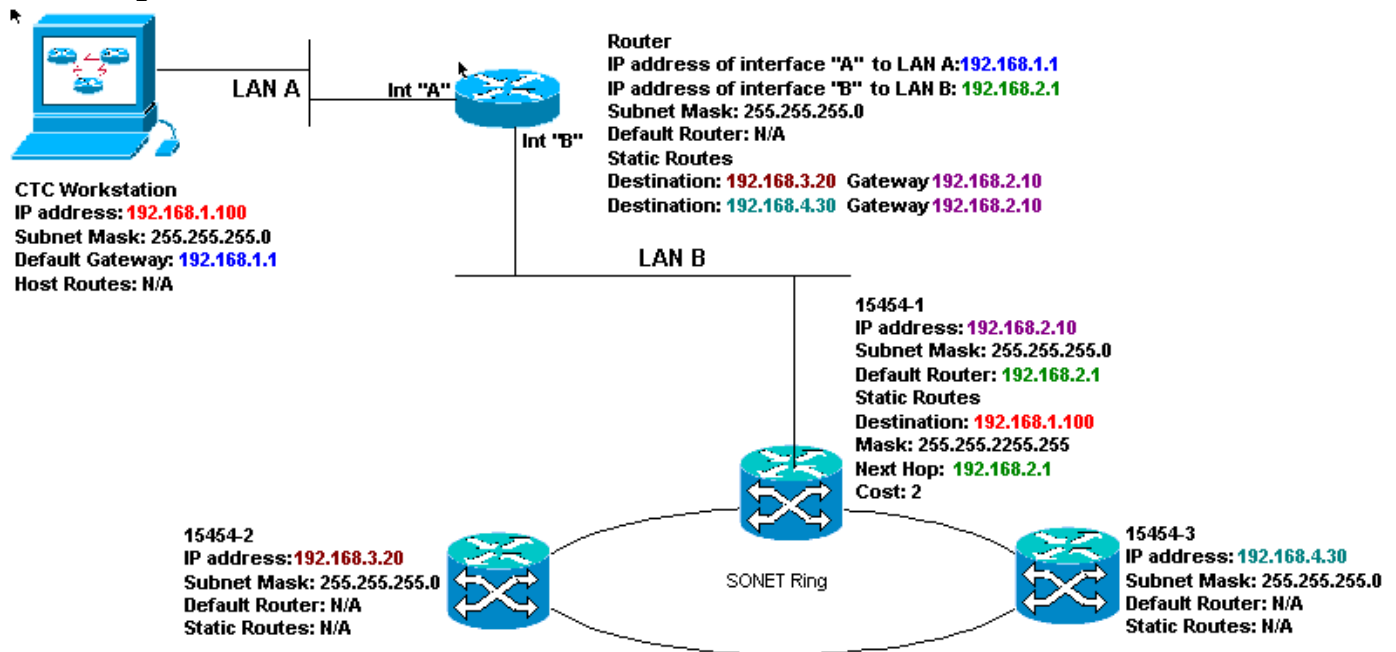 Router
IP address of interface "A" to LAN A:192.168.1.1
IP address of interface "B" to LAN B: 192.168.2.1
Subnet Mask: 255.255.255.0
Default Router: N/A
Static Routes
Destination: 192.168.3.20 Gateway 192.168.2.10
Destination: 192.168.4.30 Gateway 192.168.2.10
LAN A
Int "A"
Int "B"
CTC Workstation
IP address: 192.168.1.100
Subnet Mask: 255.255.255.0
Default Gateway: 192.168.1.1
Host Routes: N/A
LAN B
15454-1
IP address: 192.168.2.10
Subnet Mask: 255.255.255.0
Default Router: 192.168.2.1
Static Routes
Destination: 192.168.1.100
Mask: 255.255.2255.255
Next Hop: 192.168.2.1
Cost: 2
15454-2
IP address:192.168.3.20
Subnet Mask: 255.255.255.0
Default Router: N/A
Static Routes: N/A
SONET Ring
15454-3
IP address: 192.168.4.30
Subnet Mask: 255.255.255.0
Default Router: N/A
Static Routes: N/A